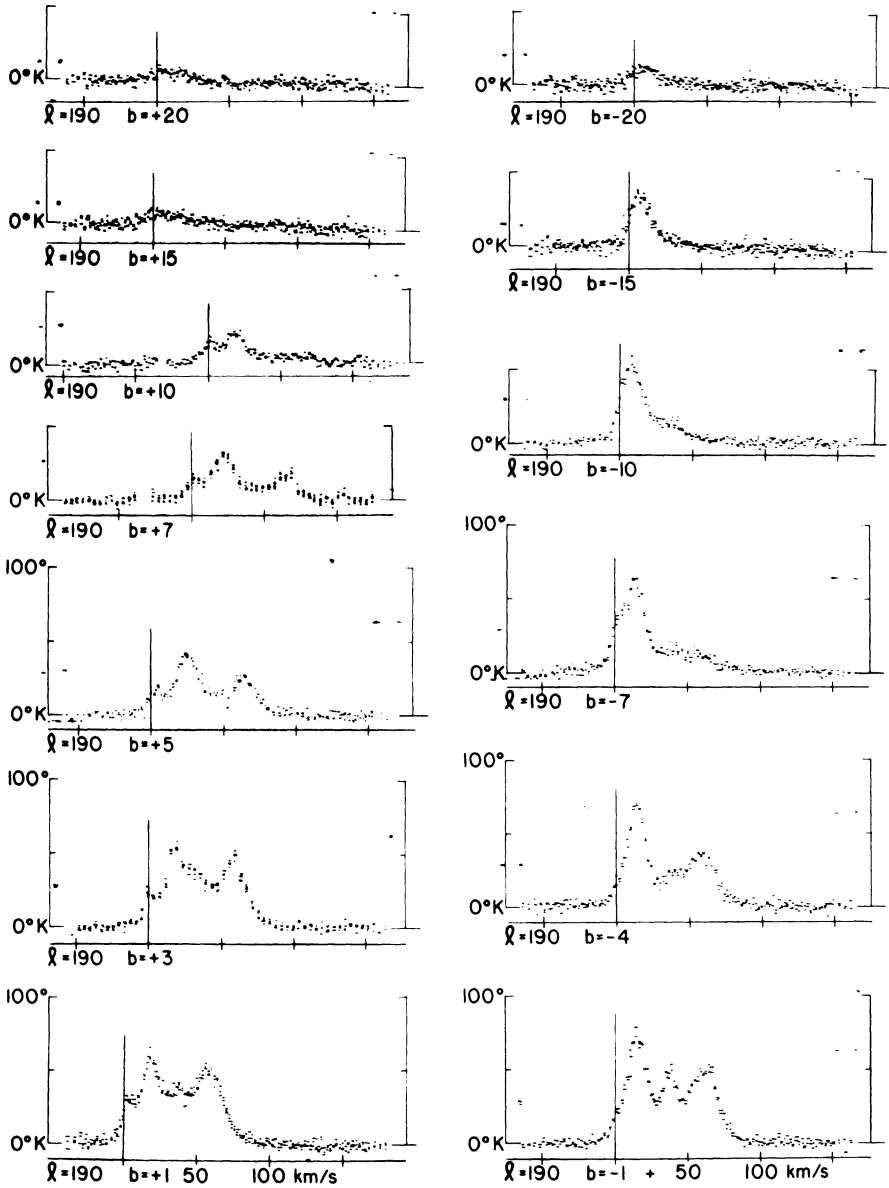 0°K
ℓ=190 b=+20
0°K
ℓ=190 b=+15
0°K
ℓ=190 b=+10
0°K
ℓ=190 b=+7
100°
0°K
ℓ=190 b=+5
100°
0°K
ℓ=190 b=+3
100°
0°K
ℓ=190 b=+1 50 100 km/s
0°K
ℓ=190 b=-20
0°K
ℓ=190 b=-15
0°K
ℓ=190 b=-10
100°
0°K
ℓ=190 b=-7
100°
0°K
ℓ=190 b=-4
100°
0°K
ℓ=190 b=-1 + 50 100 km/s